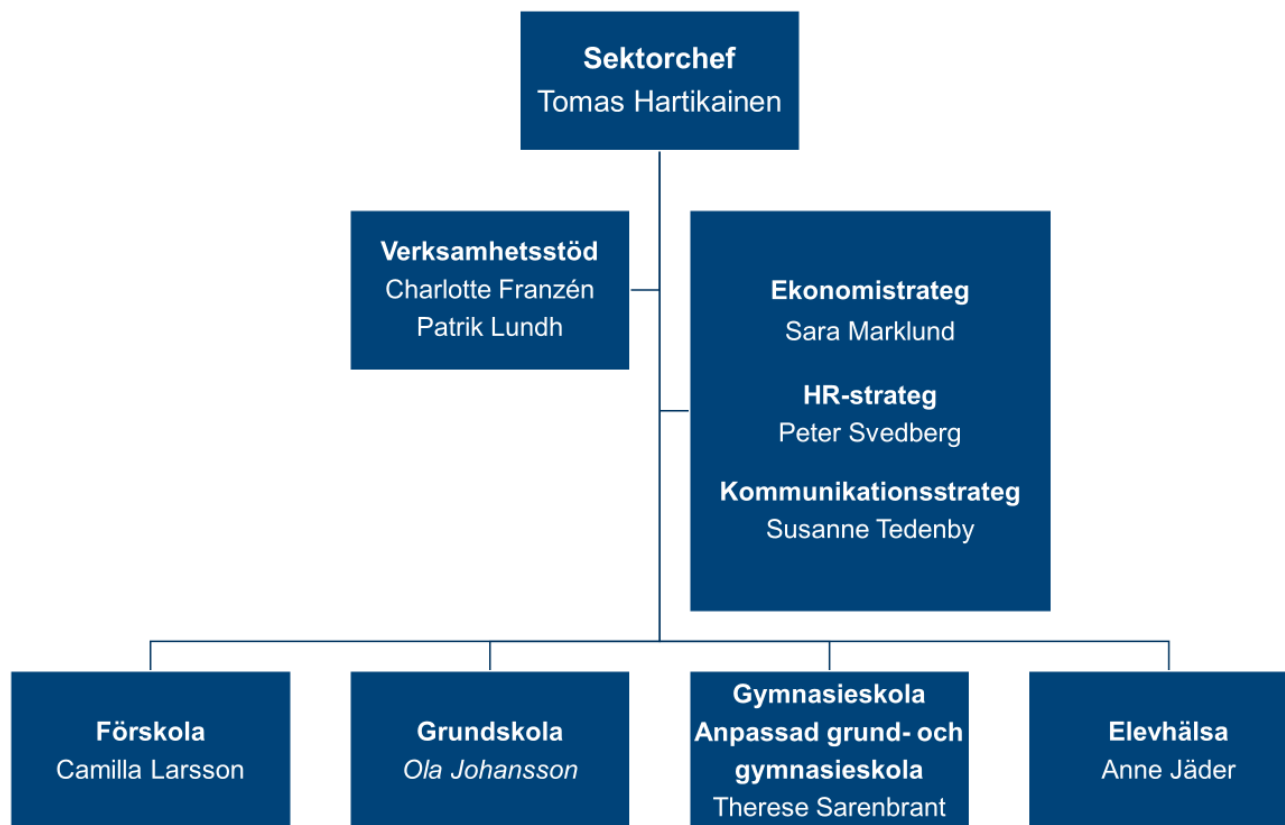 Sektorchef
Tomas Hartikainen
Verksamhetsstöd
Charlotte Franzén
Patrik Lundh
Ekonomistrateg
Sara Marklund
HR-strateg
Peter Svedberg
Kommunikationsstrateg
Susanne Tedenby
Förskola
Camilla Larsson
Grundskola
Ola Johansson
Gymnasieskola
Anpassad grund- och
gymnasieskola
Therese Sarenbrant
Elevhälsa
Anne Jäder